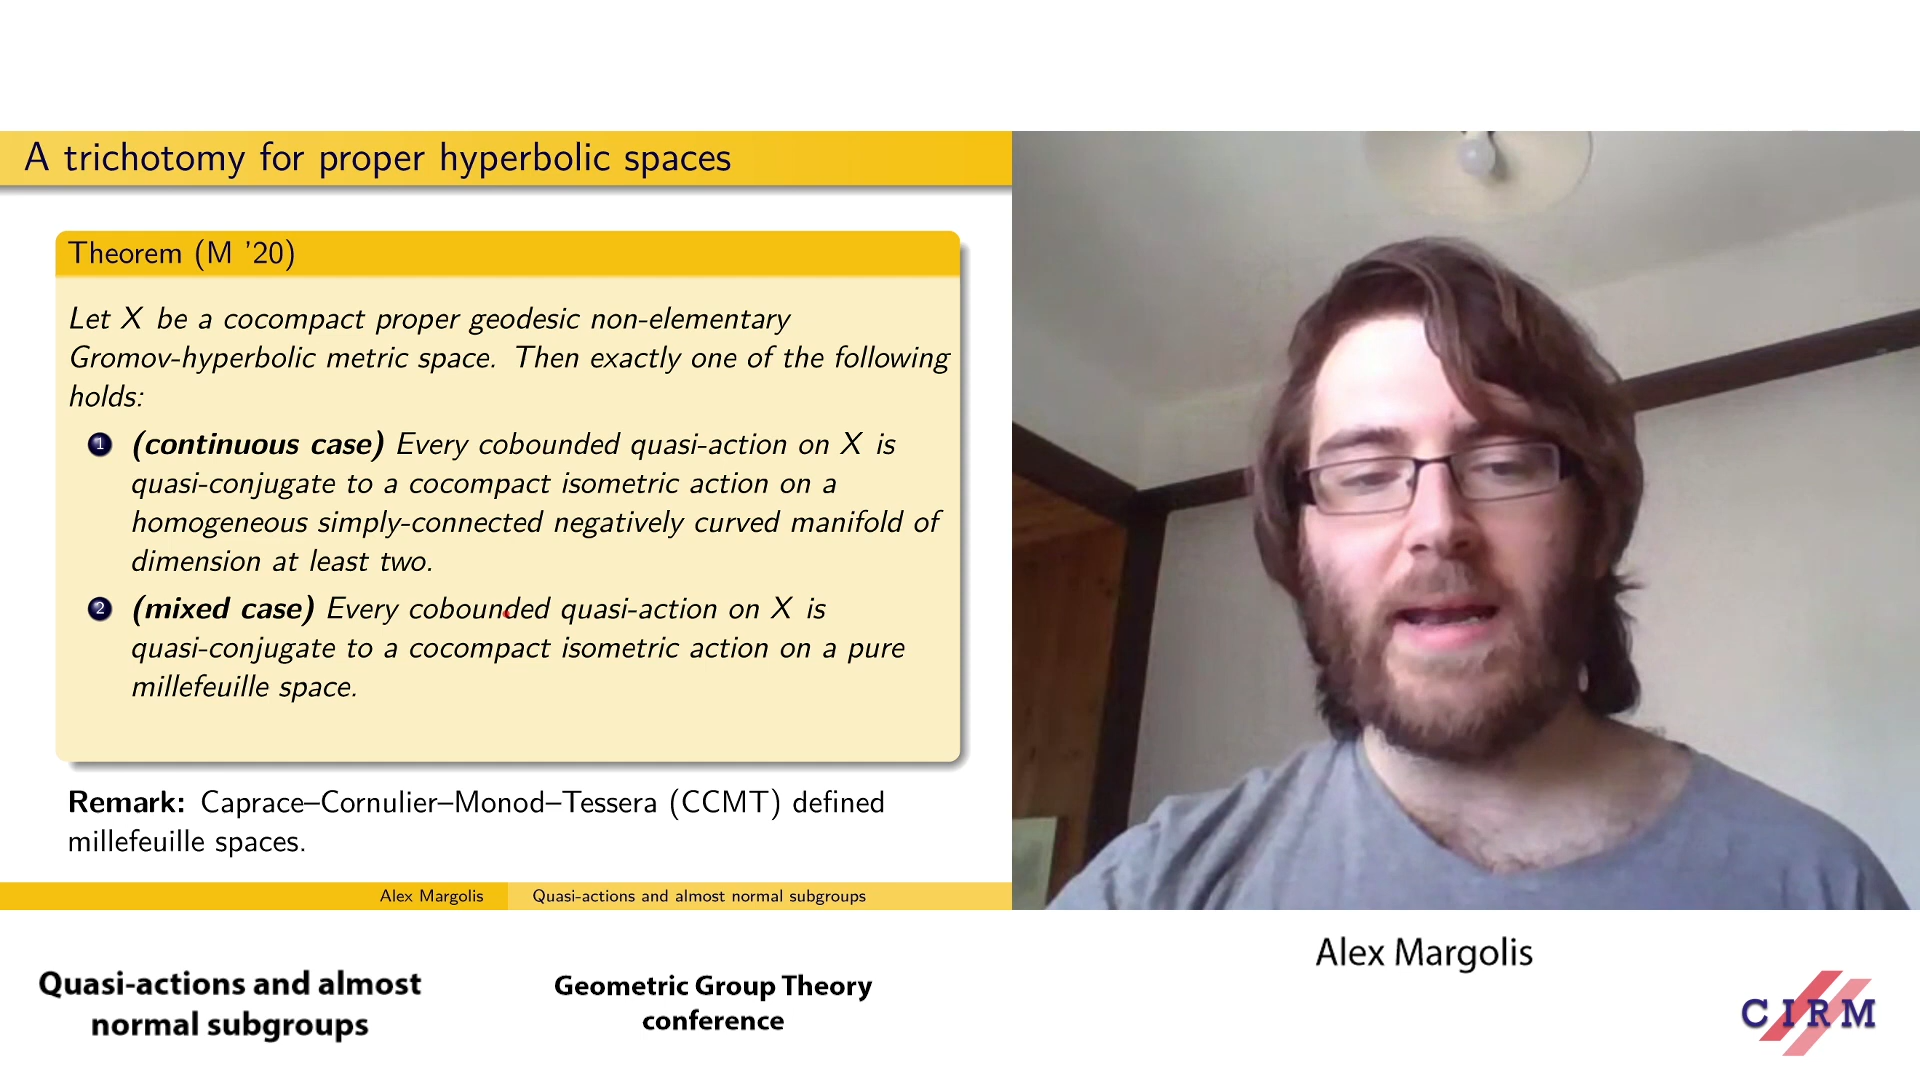 A trichotomy for proper hyperbolic spaces
Theorem (M '20)
Let X be a cocompact proper geodesic non-elementary
Gromov-hyperbolic metric space. Then exactly one of the following
holds:
1 (continuous case) Every cobounded quasi-action on X is
quasi-conjugate to a cocompact isometric action on a
homogeneous simply-connected negatively curved manifold of
dimension at least two.
2 (mixed case) Every cobounded quasi-action on X is
quasi-conjugate to a cocompact isometric action on a pure
millefeuille space.
Remark: Caprace–Cornulier–Monod–Tessera (CCMT) defined
millefeuille spaces.
Alex Margolis Quasi-actions and almost normal subgroups
Quasi-actions and almost
normal subgroups
Geometric Group Theory
conference
Alex Margolis
CIRM